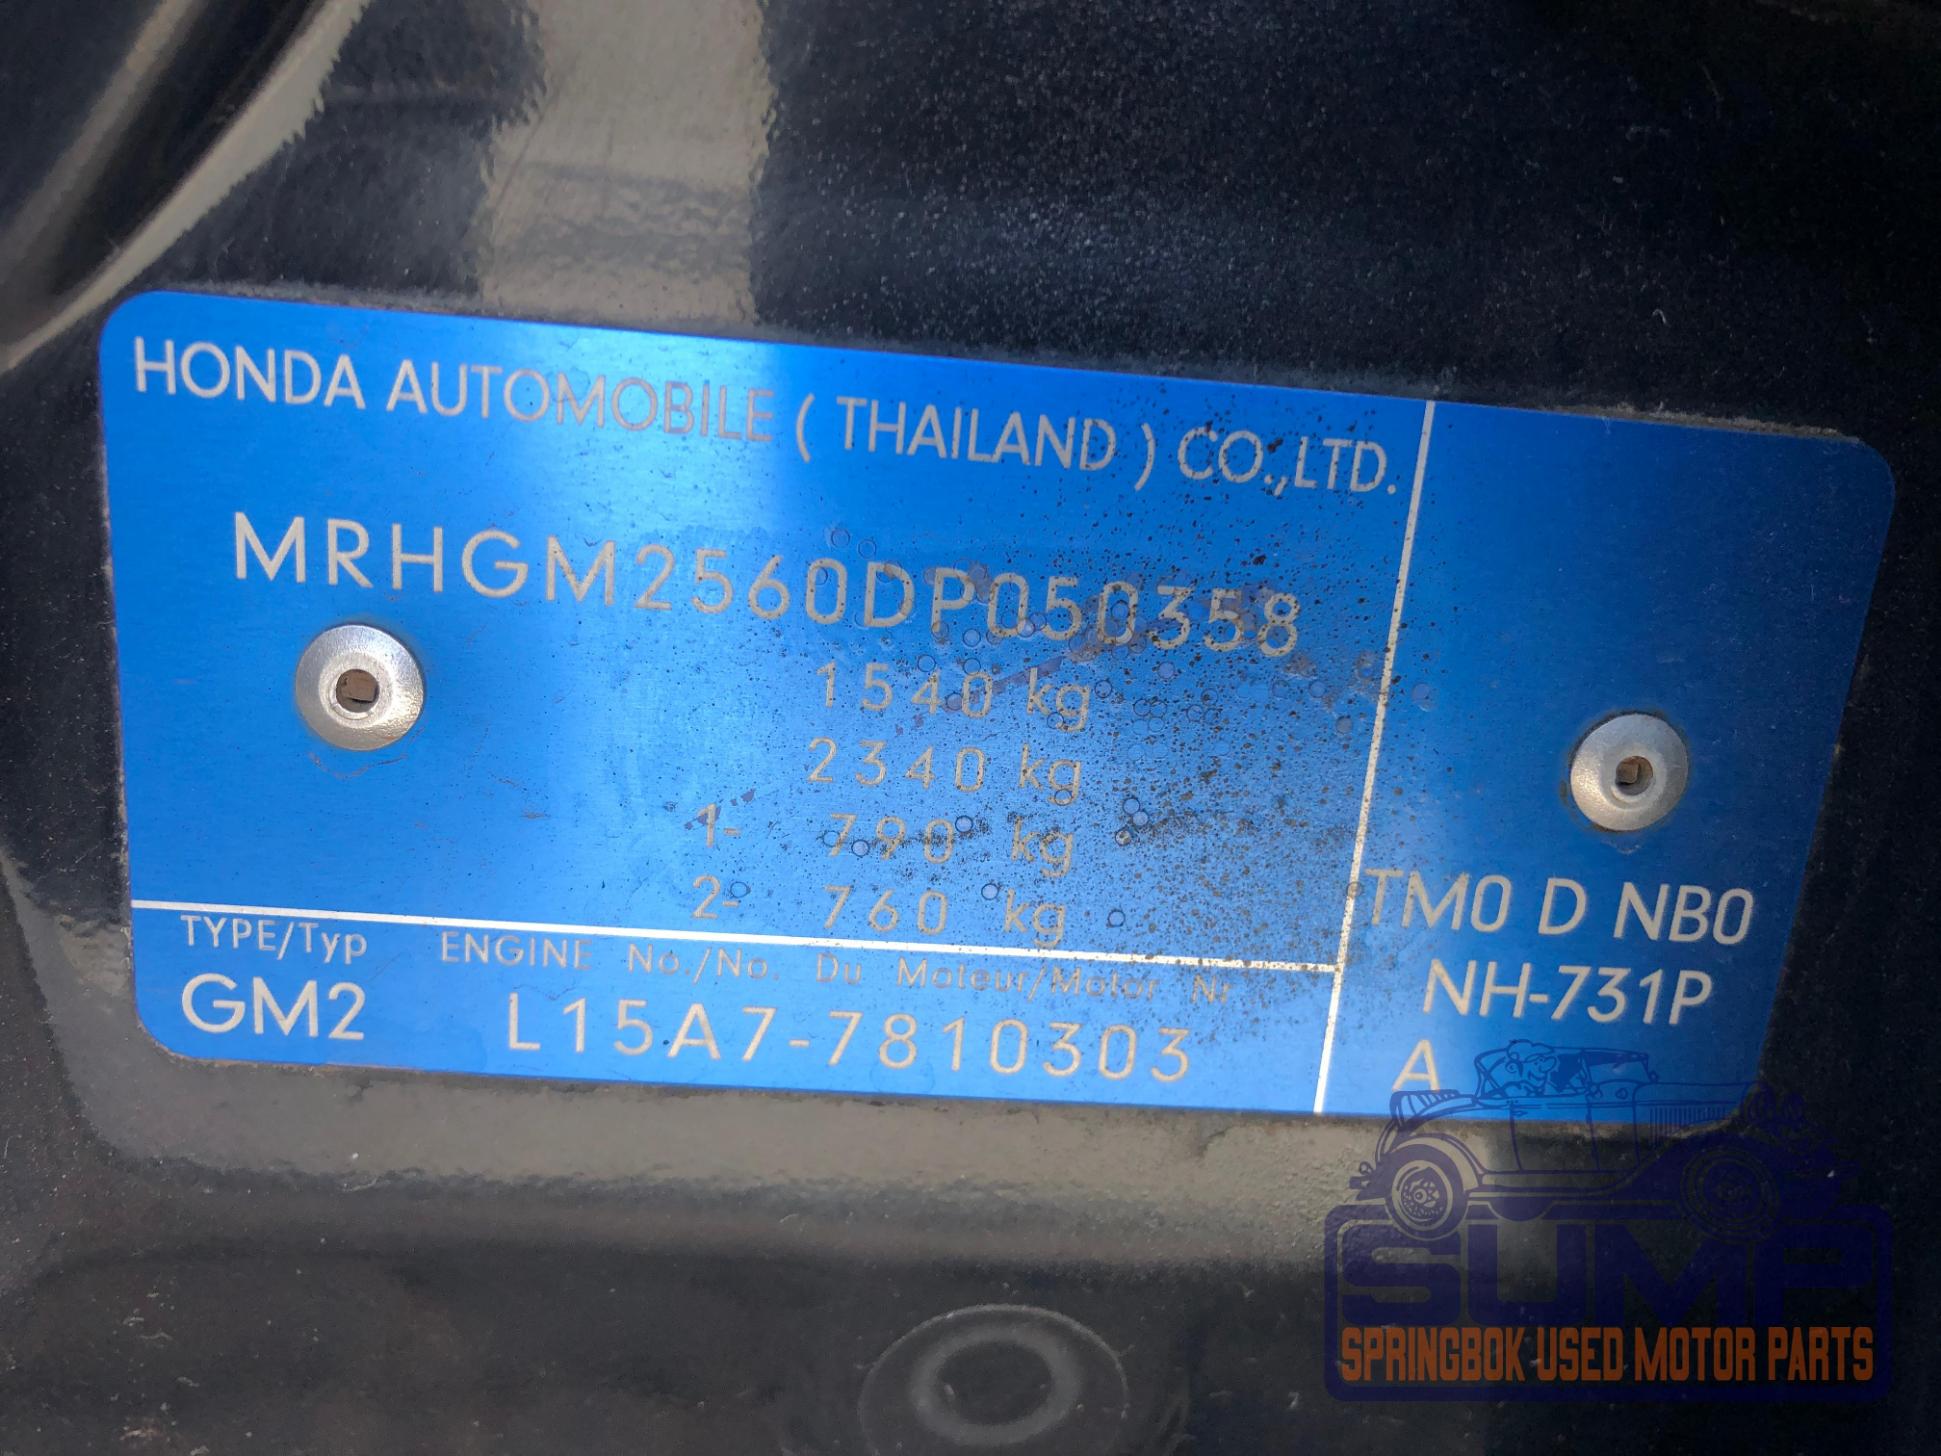 HONDA AUTOMOBILE ( THAILAND ) CO.,LTD.
MRHGM2560DP050358
1540 kg
2340 kg
1- 790 kg
2- 760 kg
TYPE/Typ ENGINE No./No. Du Moteur/Motor Nr
GM2 L15A7-7810303
TM0 D NB0
NH-731P
A
SUMP
SPRINGBOK USED MOTOR PARTS